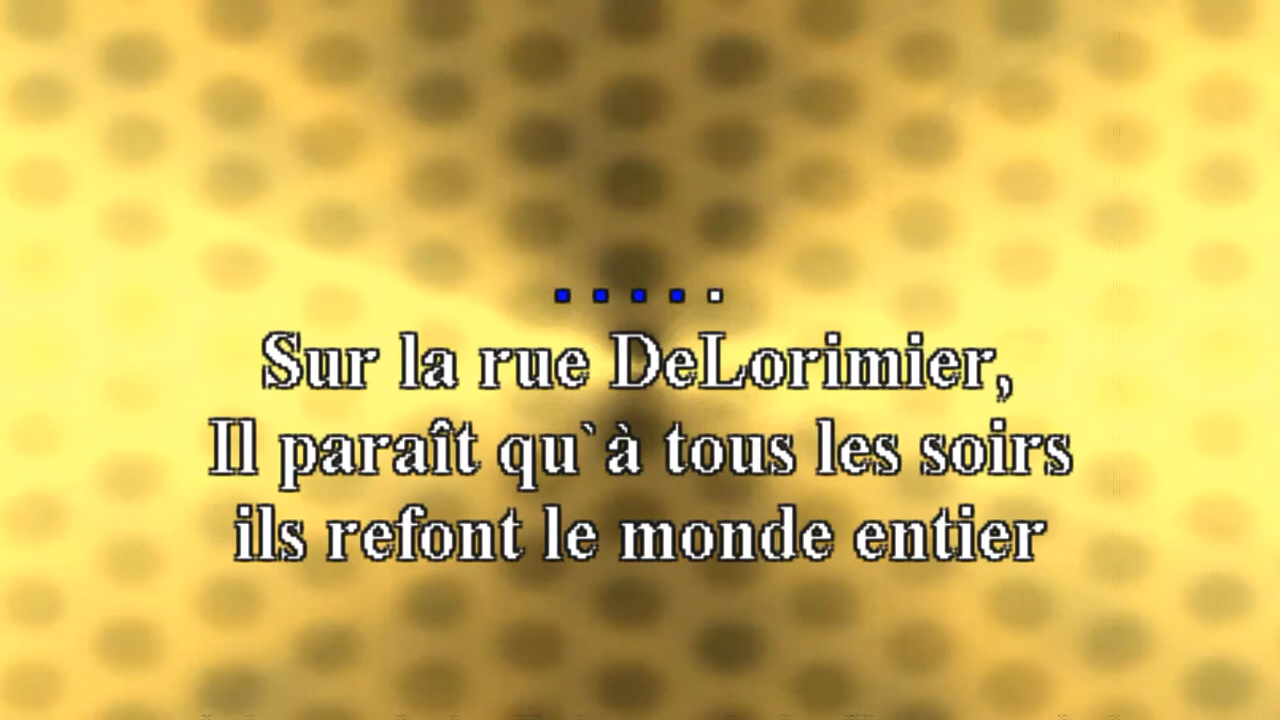 Sur la rue DeLorimier,
Il paraît qu`à tous les soirs
ils refont le monde entier